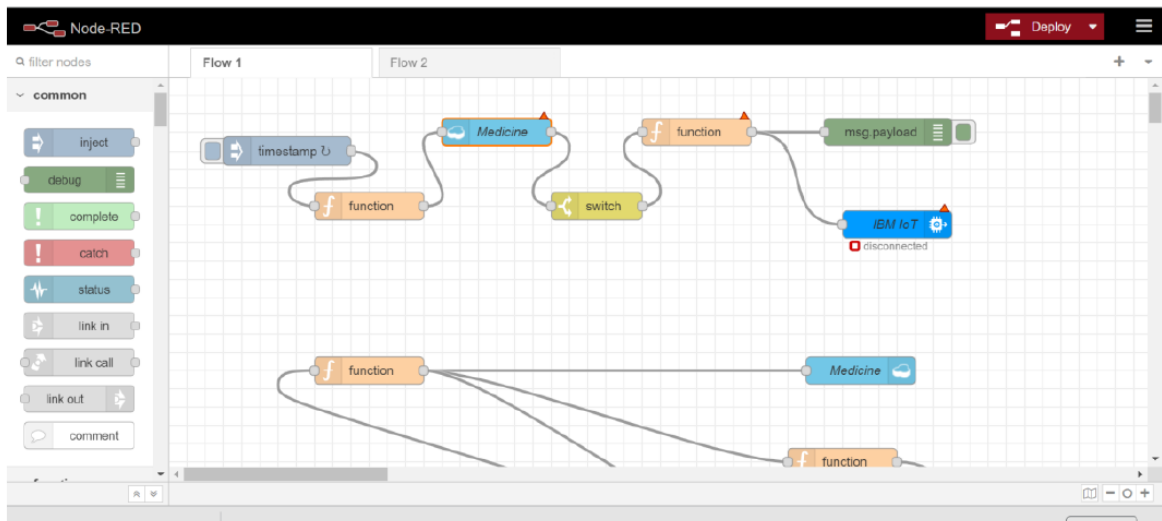 Node-RED
Deploy
filter nodes
Flow 1
Flow 2
common
inject
debug
complete
catch
status
link in
link call
link out
comment
timestamp ↻
function
Medicine
switch
function
msg.payload
IBM IoT
disconnected
function
Medicine
function